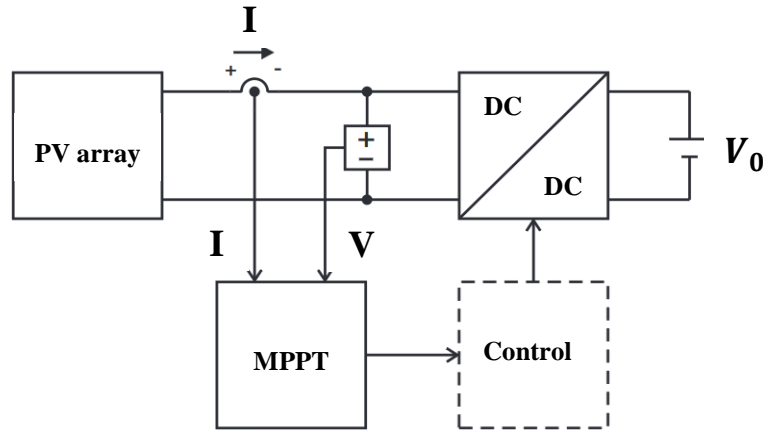 I
+ -
DC
PV array
+
−
V₀
DC
I
V
MPPT
Control